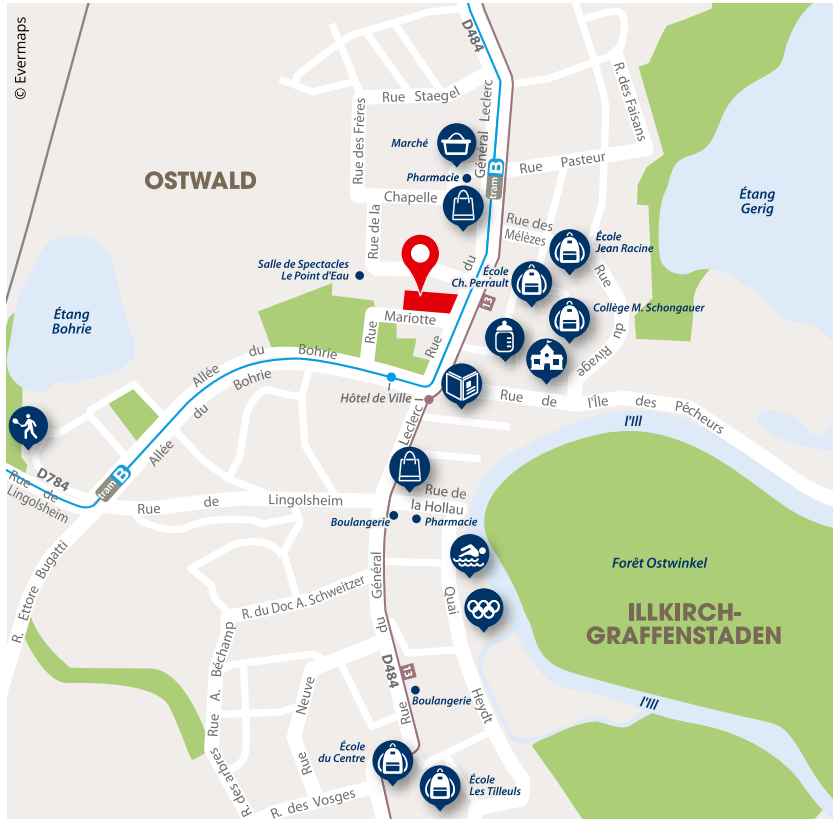 © Evermaps
D484
R. des Faisans
Rue Staegel
Général Leclerc
Rue des Frères
Marché
tram B
Rue Pasteur
Pharmacie
OSTWALD
Chapelle
Rue de la
Étang
Gerig
Rue des
Mélèzes
École
Jean Racine
Salle de Spectacles
Le Point d'Eau
du
École
Ch. Perrault
Rue du Rivage
13
Collège M. Schongauer
Étang
Bohrie
Rue Mariotte
Rue
Allée du Bohrie
Allée du Bohrie
Hôtel de Ville
Rue de l'Île des Pêcheurs
l'Ill
Leclerc
D784
tram B
Rue de
Lingolsheim
Rue de Lingolsheim
Rue de
la Hollau
Boulangerie
Pharmacie
Forêt Ostwinkel
R. Ettore Bugatti
Général
R. du Doc A. Schweitzer
Quai Heydt
ILLKIRCH-
GRAFFENSTADEN
du
Rue A. Béchamp
D484
13
Rue Neuve
Boulangerie
Rue
l'Ill
École
du Centre
R. des arbres
École
Les Tilleuls
R. des Vosges